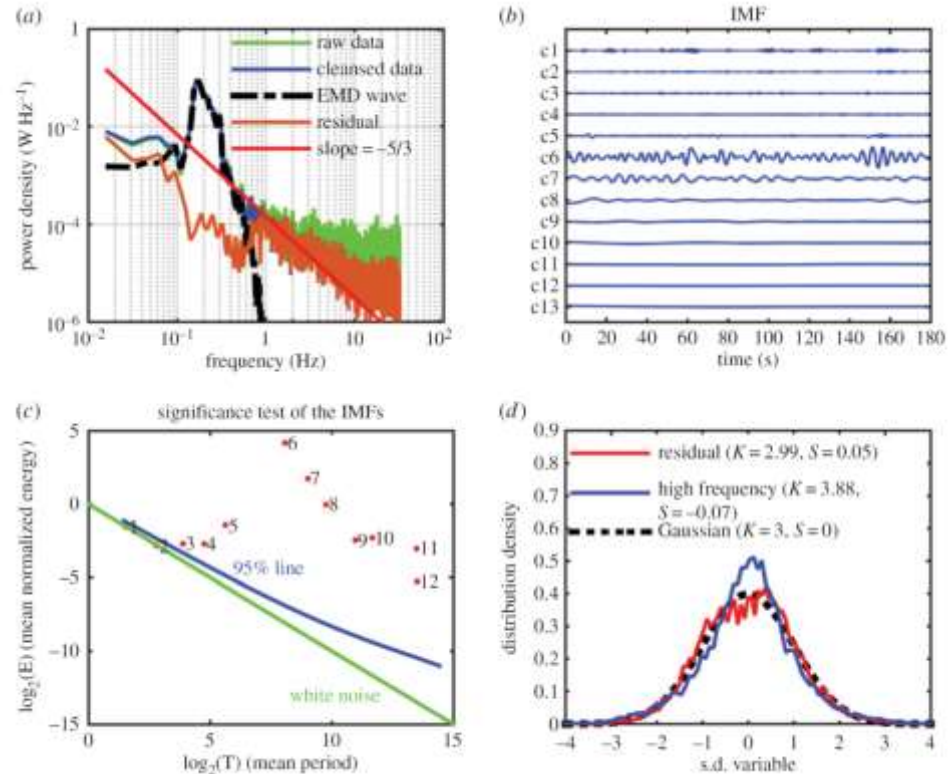 (a)
1
10−2
10−4
10−6
power density (W Hz−1)
raw data
cleansed data
EMD wave
residual
slope = −5/3
10−2
10−1
1
10
102
frequency (Hz)
(b)
IMF
c1
c2
c3
c4
c5
c6
c7
c8
c9
c10
c11
c12
c13
0 20 40 60 80 100 120 140 160 180
time (s)
(c)
significance test of the IMFs
5
0
−5
−10
−15
log2(E) (mean normalized energy)
1
2
3
4
5
6
7
8
9
10
11
12
95% line
white noise
0 5 10 15
log2(T) (mean period)
(d)
0.9
0.8
0.7
0.6
0.5
0.4
0.3
0.2
0.1
0
distribution density
residual (K = 2.99, S = 0.05)
high frequency (K = 3.88,
S = −0.07)
Gaussian (K = 3, S = 0)
−4 −3 −2 −1 0 1 2 3 4
s.d. variable